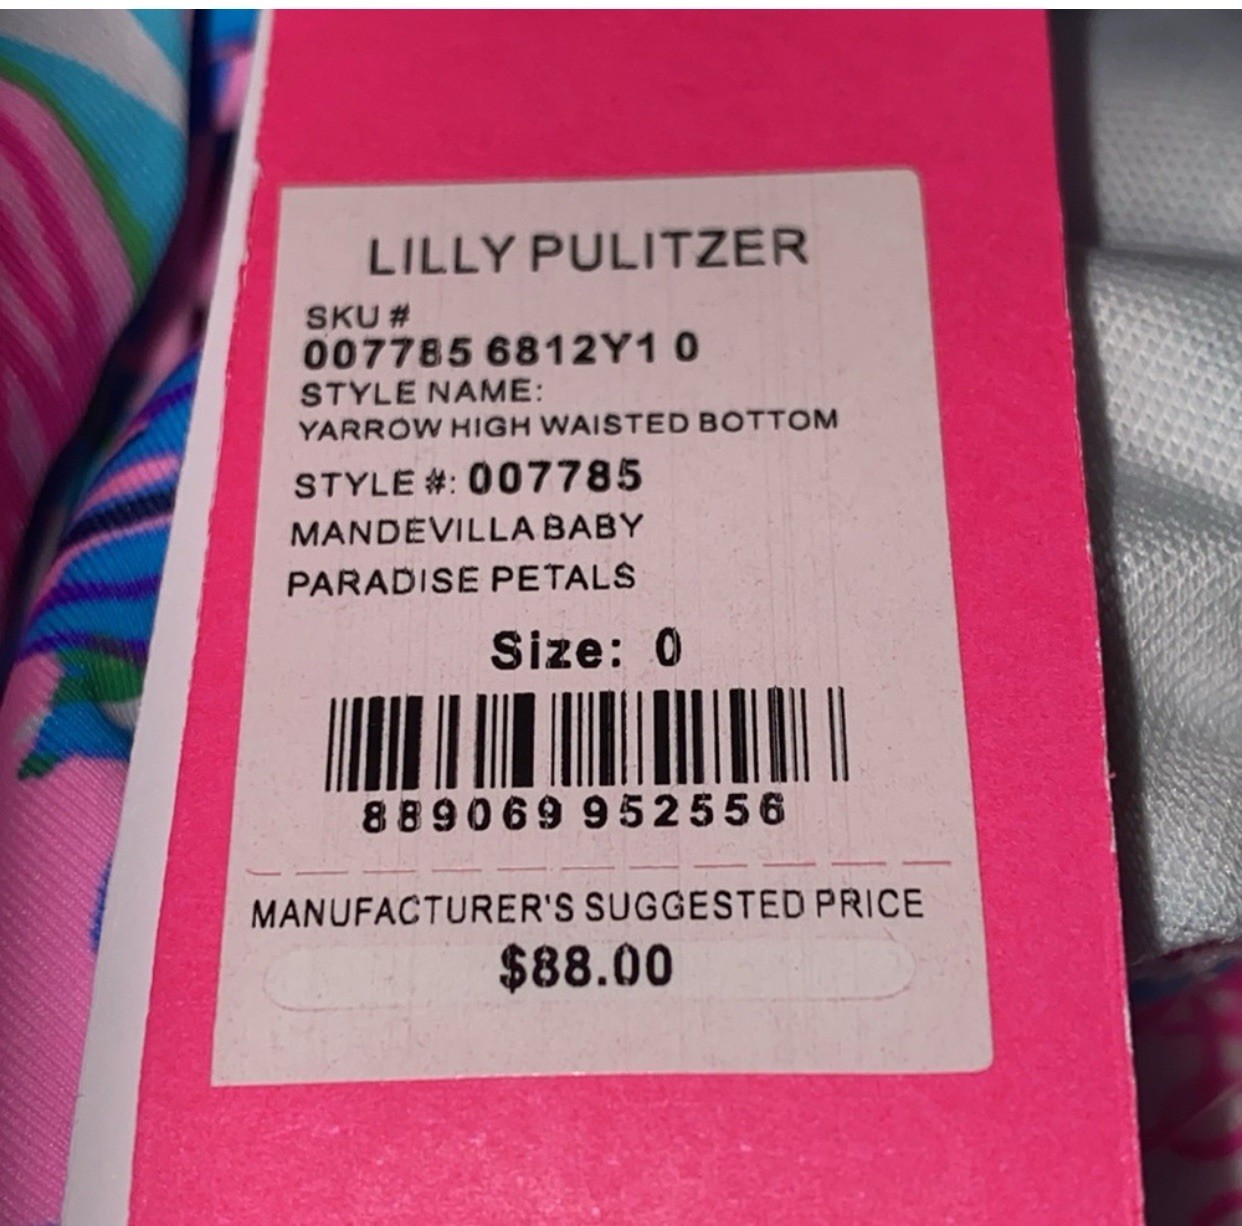 LILLY PULITZER
SKU #
007785 6812Y1 0
STYLE NAME:
YARROW HIGH WAISTED BOTTOM
STYLE #: 007785
MANDEVILLA BABY
PARADISE PETALS
Size: 0
889069 952556
MANUFACTURER'S SUGGESTED PRICE
$88.00